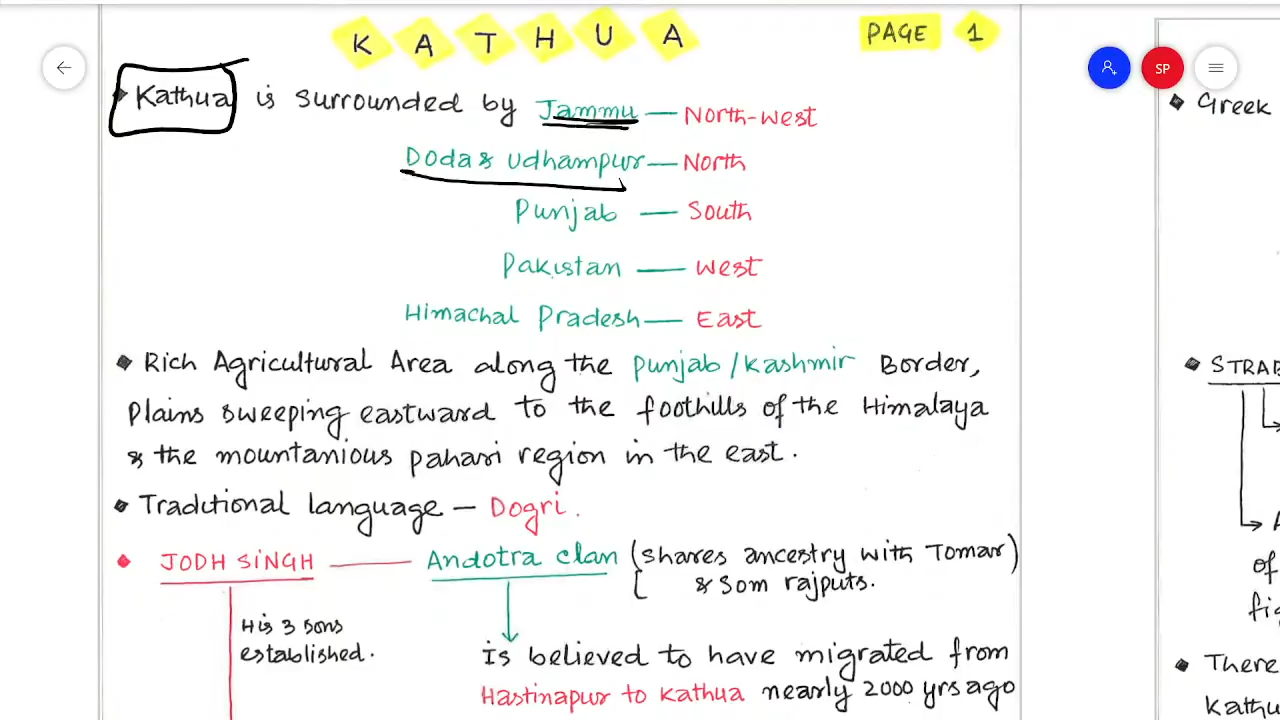 KATHUA
PAGE 1
SP
Kathua is surrounded by Jammu — North-west
Doda & Udhampur — North
Punjab — South
Pakistan — West
Himachal Pradesh — East
Rich Agricultural Area along the Punjab/Kashmir Border,
Plains sweeping eastward to the foothills of the Himalaya
& the mountanious pahari region in the east.
Traditional language — Dogri.
JODH SINGH — Andotra clan (shares ancestry with Tomar)
& Som rajputs.
His 3 sons
established.
is believed to have migrated from
Hastinapur to Kathua nearly 2000 yrs ago
Greek
STRAB
A
of
fig
There
Kathu